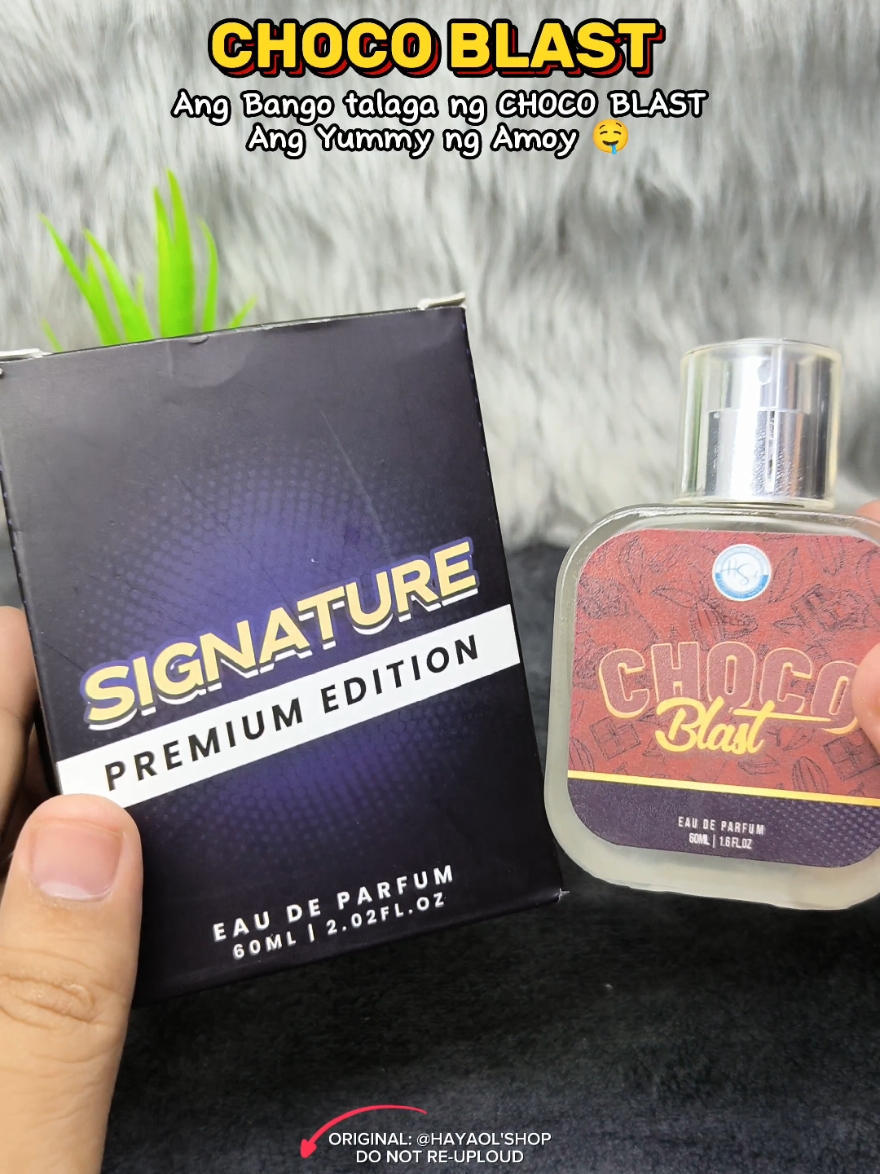 CHOCO BLAST
Ang Bango talaga ng CHOCO BLAST
Ang Yummy ng Amoy 🤤
SIGNATURE
PREMIUM EDITION
EAU DE PARFUM
60ML | 2.02FL.OZ
CHOCO
Blast
EAU DE PARFUM
60ML | 1.6 FL.OZ
ORIGINAL: @HAYAOL'SHOP
DO NOT RE-UPLOUD